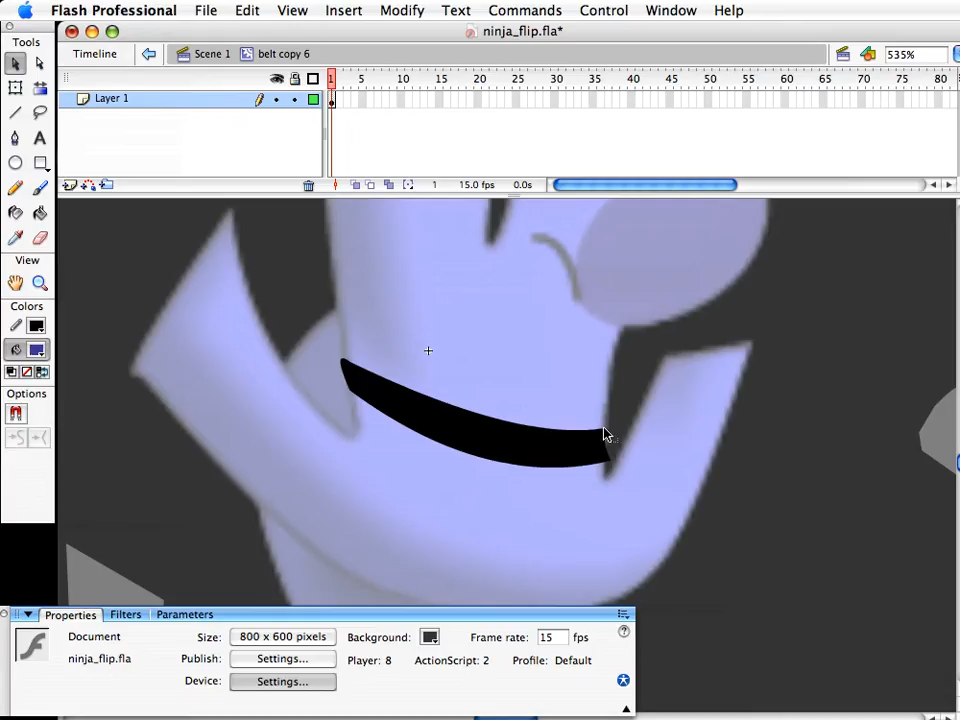 Flash Professional File Edit View Insert Modify Text Commands Control Window Help
ninja_flip.fla*
Tools
Timeline Scene 1 belt copy 6 535%
1 5 10 15 20 25 30 35 40 45 50 55 60 65 70 75 80
Layer 1
1 15.0 fps 0.0s
View
Colors
Options
Properties Filters Parameters
Document Size: 800 x 600 pixels Background: Frame rate: 15 fps
ninja_flip.fla Publish: Settings... Player: 8 ActionScript: 2 Profile: Default
Device: Settings...